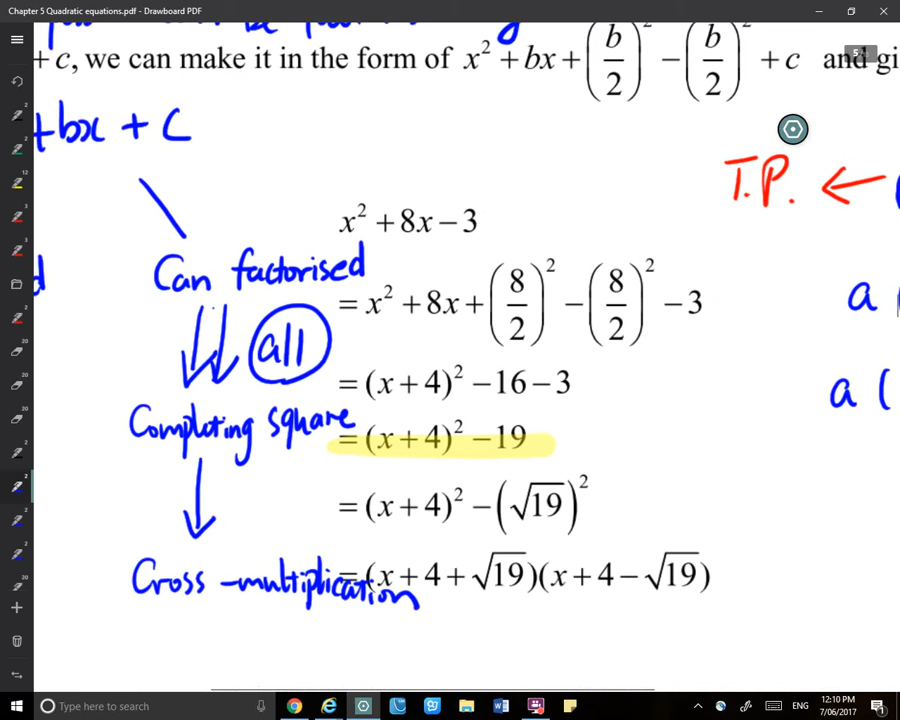 Chapter 5 Quadratic equations.pdf - Drawboard PDF
+ c, we can make it in the form of x² + bx + (b/2)² − (b/2)² + c and gi
5
+bx + c
T.P. ←
x² + 8x − 3
Can factorised
= x² + 8x + (8/2)² − (8/2)² − 3
a
all
= (x + 4)² − 16 − 3
a (
Completing square
= (x + 4)² − 19
= (x + 4)² − (√19)²
Cross-multiplication
= (x + 4 + √19)(x + 4 − √19)
Type here to search
ENG
12:10 PM
7/06/2017